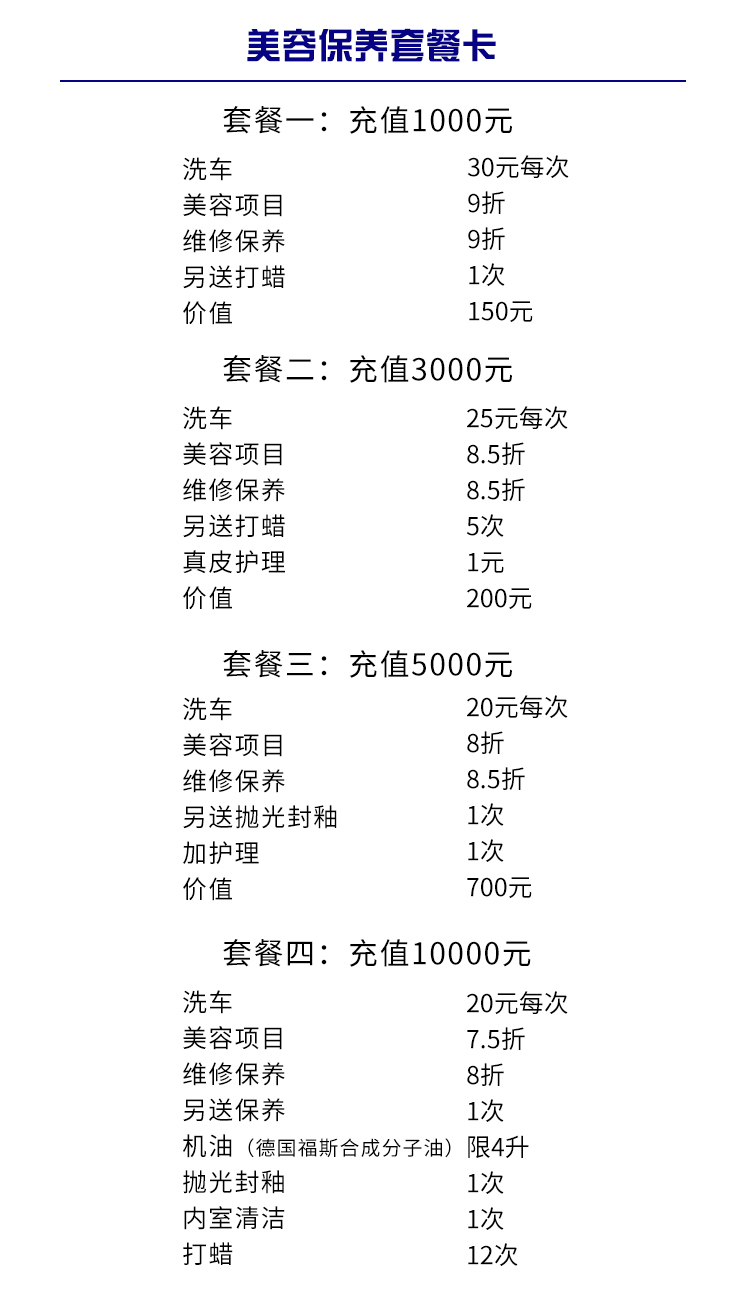 美容保养套餐卡
套餐一：充值1000元
洗车 30元每次
美容项目 9折
维修保养 9折
另送打蜡 1次
价值 150元
套餐二：充值3000元
洗车 25元每次
美容项目 8.5折
维修保养 8.5折
另送打蜡 5次
真皮护理 1元
价值 200元
套餐三：充值5000元
洗车 20元每次
美容项目 8折
维修保养 8.5折
另送抛光封釉 1次
加护理 1次
价值 700元
套餐四：充值10000元
洗车 20元每次
美容项目 7.5折
维修保养 8折
另送保养 1次
机油（德国福斯合成分子油） 限4升
抛光封釉 1次
内室清洁 1次
打蜡 12次